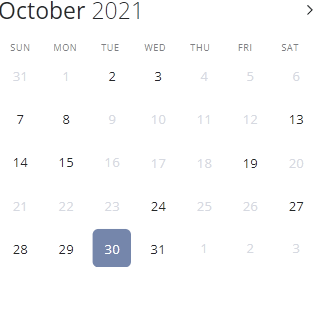 October 2021
SUN MON TUE WED THU FRI SAT
31 1 2 3 4 5 6
7 8 9 10 11 12 13
14 15 16 17 18 19 20
21 22 23 24 25 26 27
28 29 30 31 1 2 3